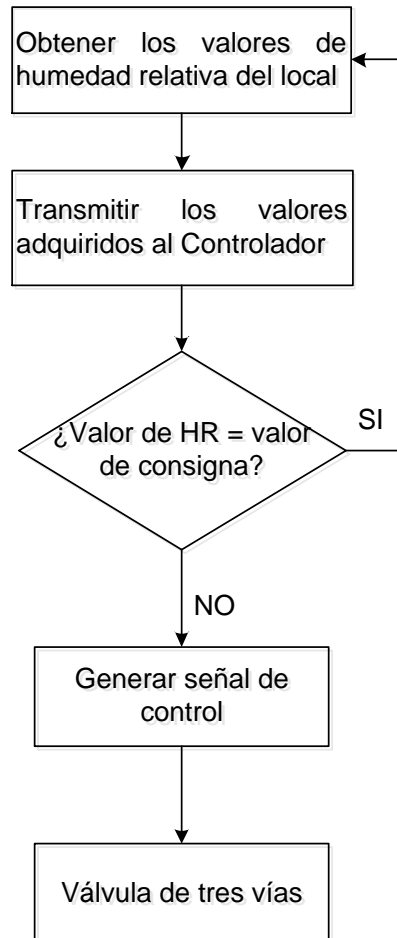 Obtener los valores de
humedad relativa del local
Transmitir los valores
adquiridos al Controlador
¿Valor de HR = valor
de consigna?
SI
NO
Generar señal de
control
Válvula de tres vías